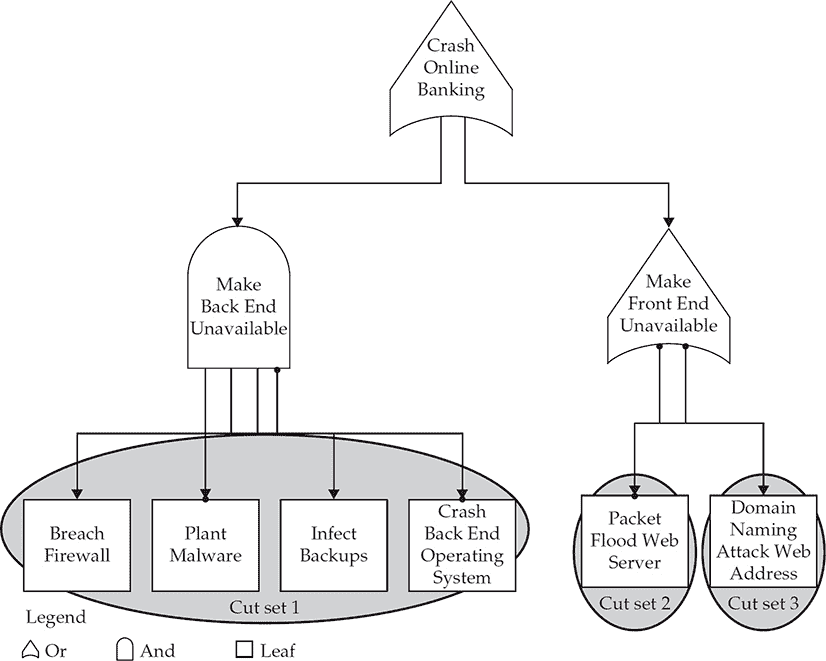 Crash
Online
Banking
Make
Back End
Unavailable
Make
Front End
Unavailable
Breach
Firewall
Plant
Malware
Infect
Backups
Crash
Back End
Operating
System
Packet
Flood Web
Server
Domain
Naming
Attack Web
Address
Cut set 1
Cut set 2
Cut set 3
Legend
Or
And
Leaf